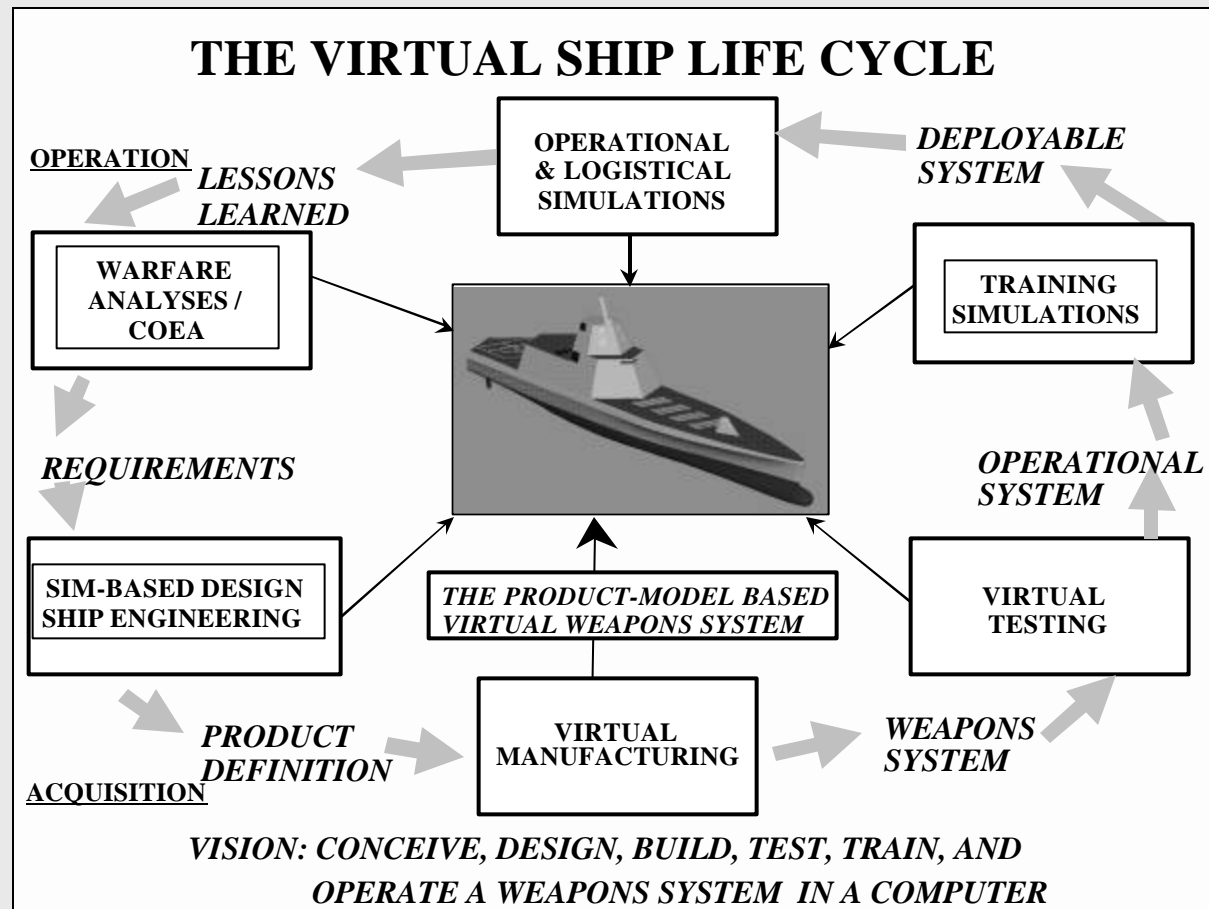 THE VIRTUAL SHIP LIFE CYCLE
OPERATIONAL
& LOGISTICAL
SIMULATIONS
DEPLOYABLE
SYSTEM
OPERATION
LESSONS
LEARNED
WARFARE
ANALYSES /
COEA
TRAINING
SIMULATIONS
REQUIREMENTS
OPERATIONAL
SYSTEM
SIM-BASED DESIGN
SHIP ENGINEERING
THE PRODUCT-MODEL BASED
VIRTUAL WEAPONS SYSTEM
VIRTUAL
TESTING
PRODUCT
DEFINITION
VIRTUAL
MANUFACTURING
WEAPONS
SYSTEM
ACQUISITION
VISION: CONCEIVE, DESIGN, BUILD, TEST, TRAIN, AND
OPERATE A WEAPONS SYSTEM IN A COMPUTER